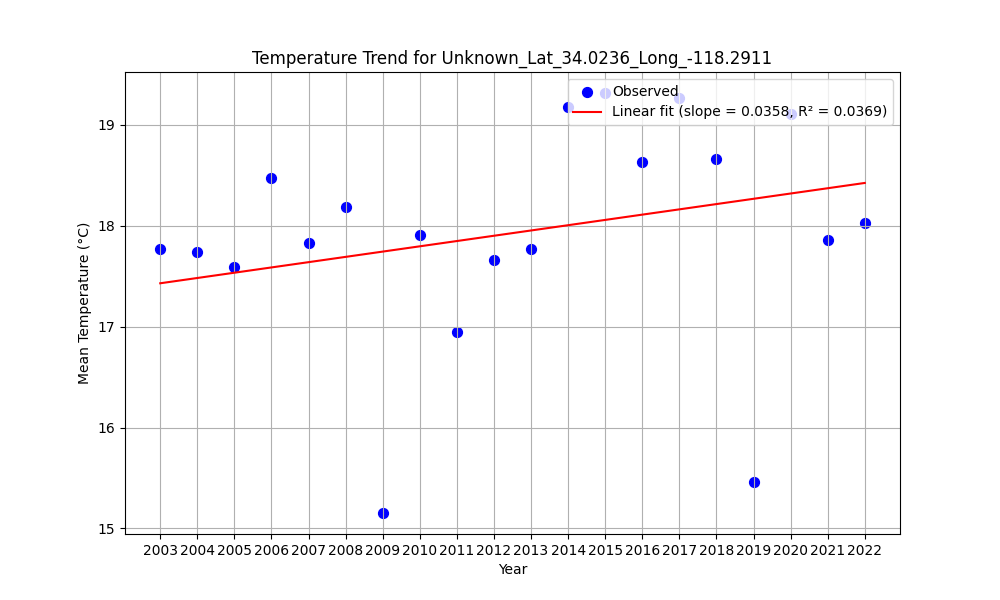 Temperature Trend for Unknown_Lat_34.0236_Long_-118.2911
Observed
Linear fit (slope = 0.0358, R² = 0.0369)
Mean Temperature (°C)
19
18
17
16
15
2003 2004 2005 2006 2007 2008 2009 2010 2011 2012 2013 2014 2015 2016 2017 2018 2019 2020 2021 2022
Year